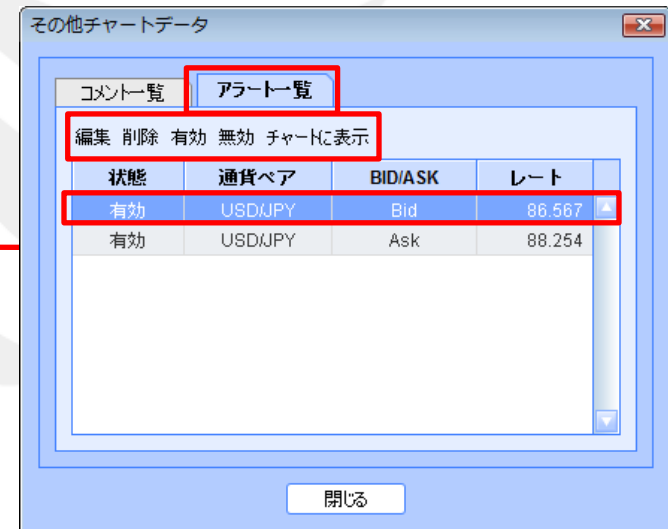 その他チャートデータ
コメント一覧 アラート一覧
編集 削除 有効 無効 チャートに表示
状態 通貨ペア BID/ASK レート
有効 USD/JPY Bid 86.567
有効 USD/JPY Ask 88.254
閉じる